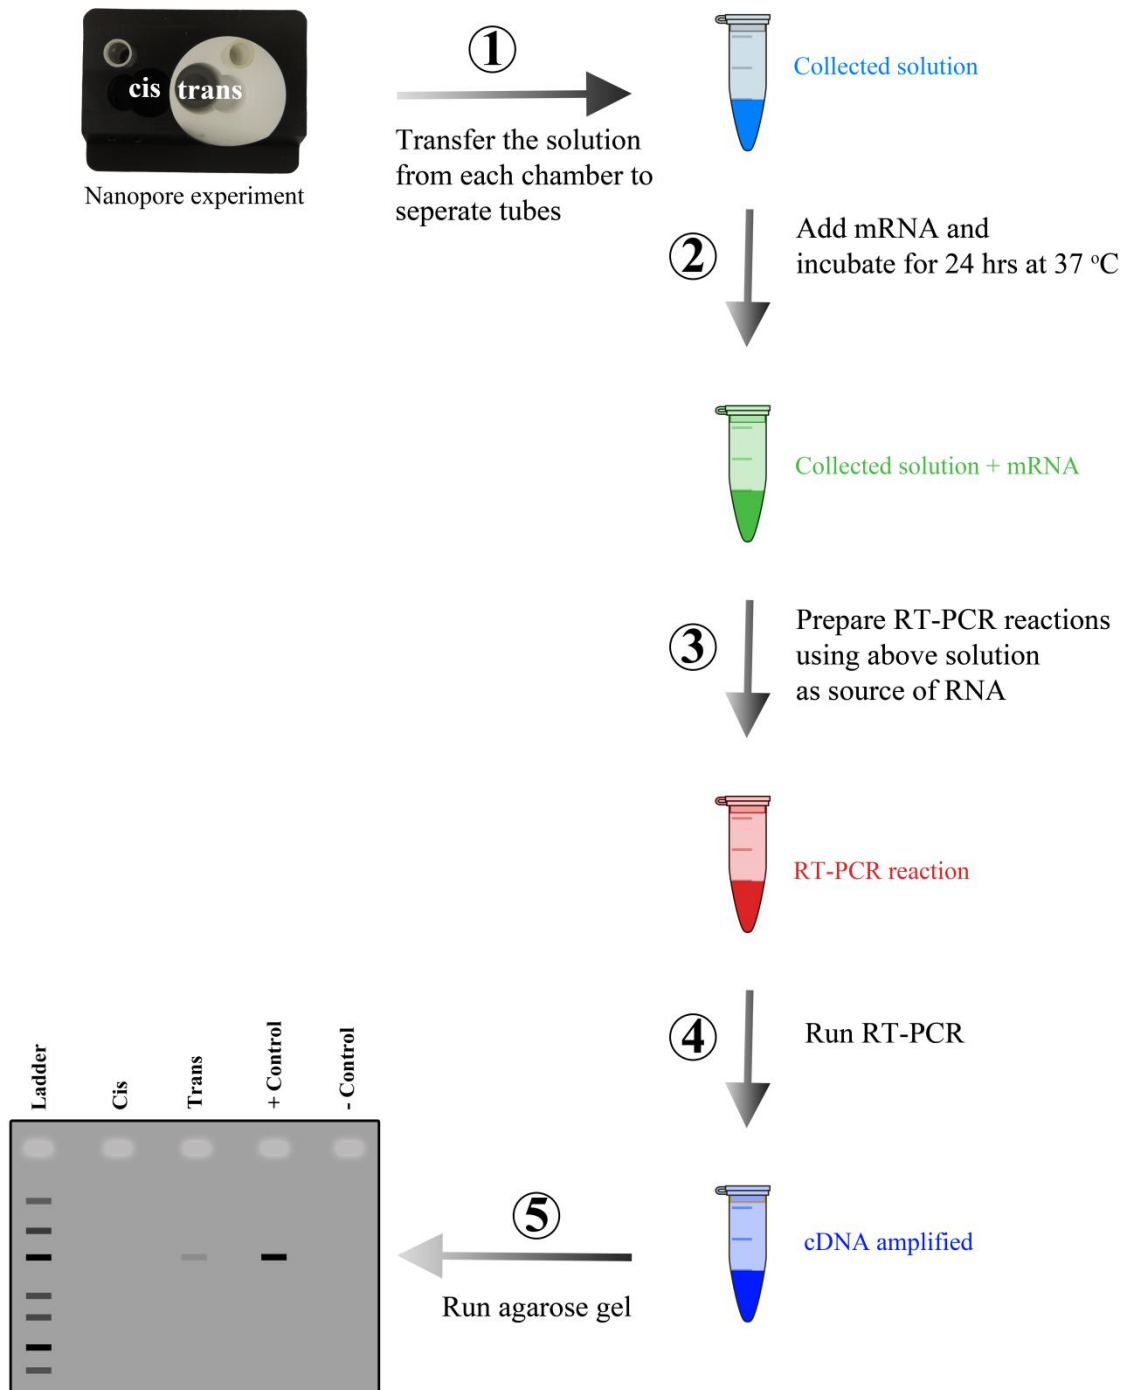 cis trans
Nanopore experiment
1
Transfer the solution
from each chamber to
seperate tubes
Collected solution
2
Add mRNA and
incubate for 24 hrs at 37 °C
Collected solution + mRNA
3
Prepare RT-PCR reactions
using above solution
as source of RNA
RT-PCR reaction
4
Run RT-PCR
cDNA amplified
5
Run agarose gel
Ladder
Cis
Trans
+ Control
- Control